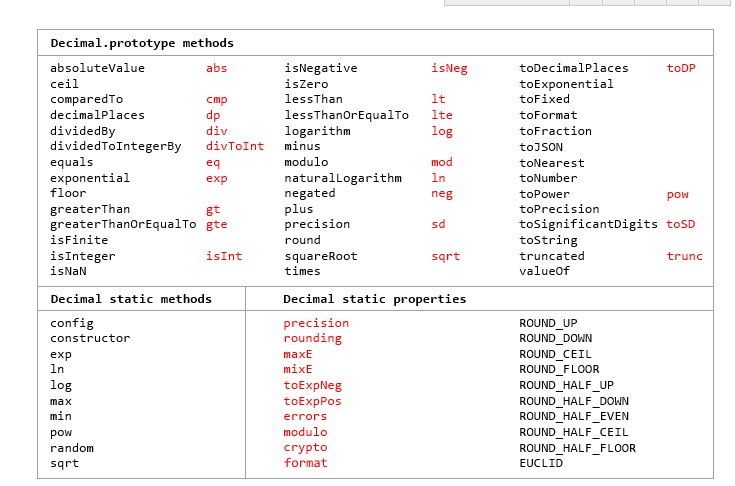 Decimal.prototype methods
absoluteValue abs isNegative isNeg toDecimalPlaces toDP
ceil isZero toExponential
comparedTo cmp lessThan lt toFixed
decimalPlaces dp lessThanOrEqualTo lte toFormat
dividedBy div logarithm log toFraction
dividedToIntegerBy divToInt minus toJSON
equals eq modulo mod toNearest
exponential exp naturalLogarithm ln toNumber
floor negated neg toPower pow
greaterThan gt plus toPrecision
greaterThanOrEqualTo gte precision sd toSignificantDigits toSD
isFinite round toString
isInteger isInt squareRoot sqrt truncated trunc
isNaN times valueOf
Decimal static methods Decimal static properties
config precision ROUND_UP
constructor rounding ROUND_DOWN
exp maxE ROUND_CEIL
ln mixE ROUND_FLOOR
log toExpNeg ROUND_HALF_UP
max toExpPos ROUND_HALF_DOWN
min errors ROUND_HALF_EVEN
pow modulo ROUND_HALF_CEIL
random crypto ROUND_HALF_FLOOR
sqrt format EUCLID